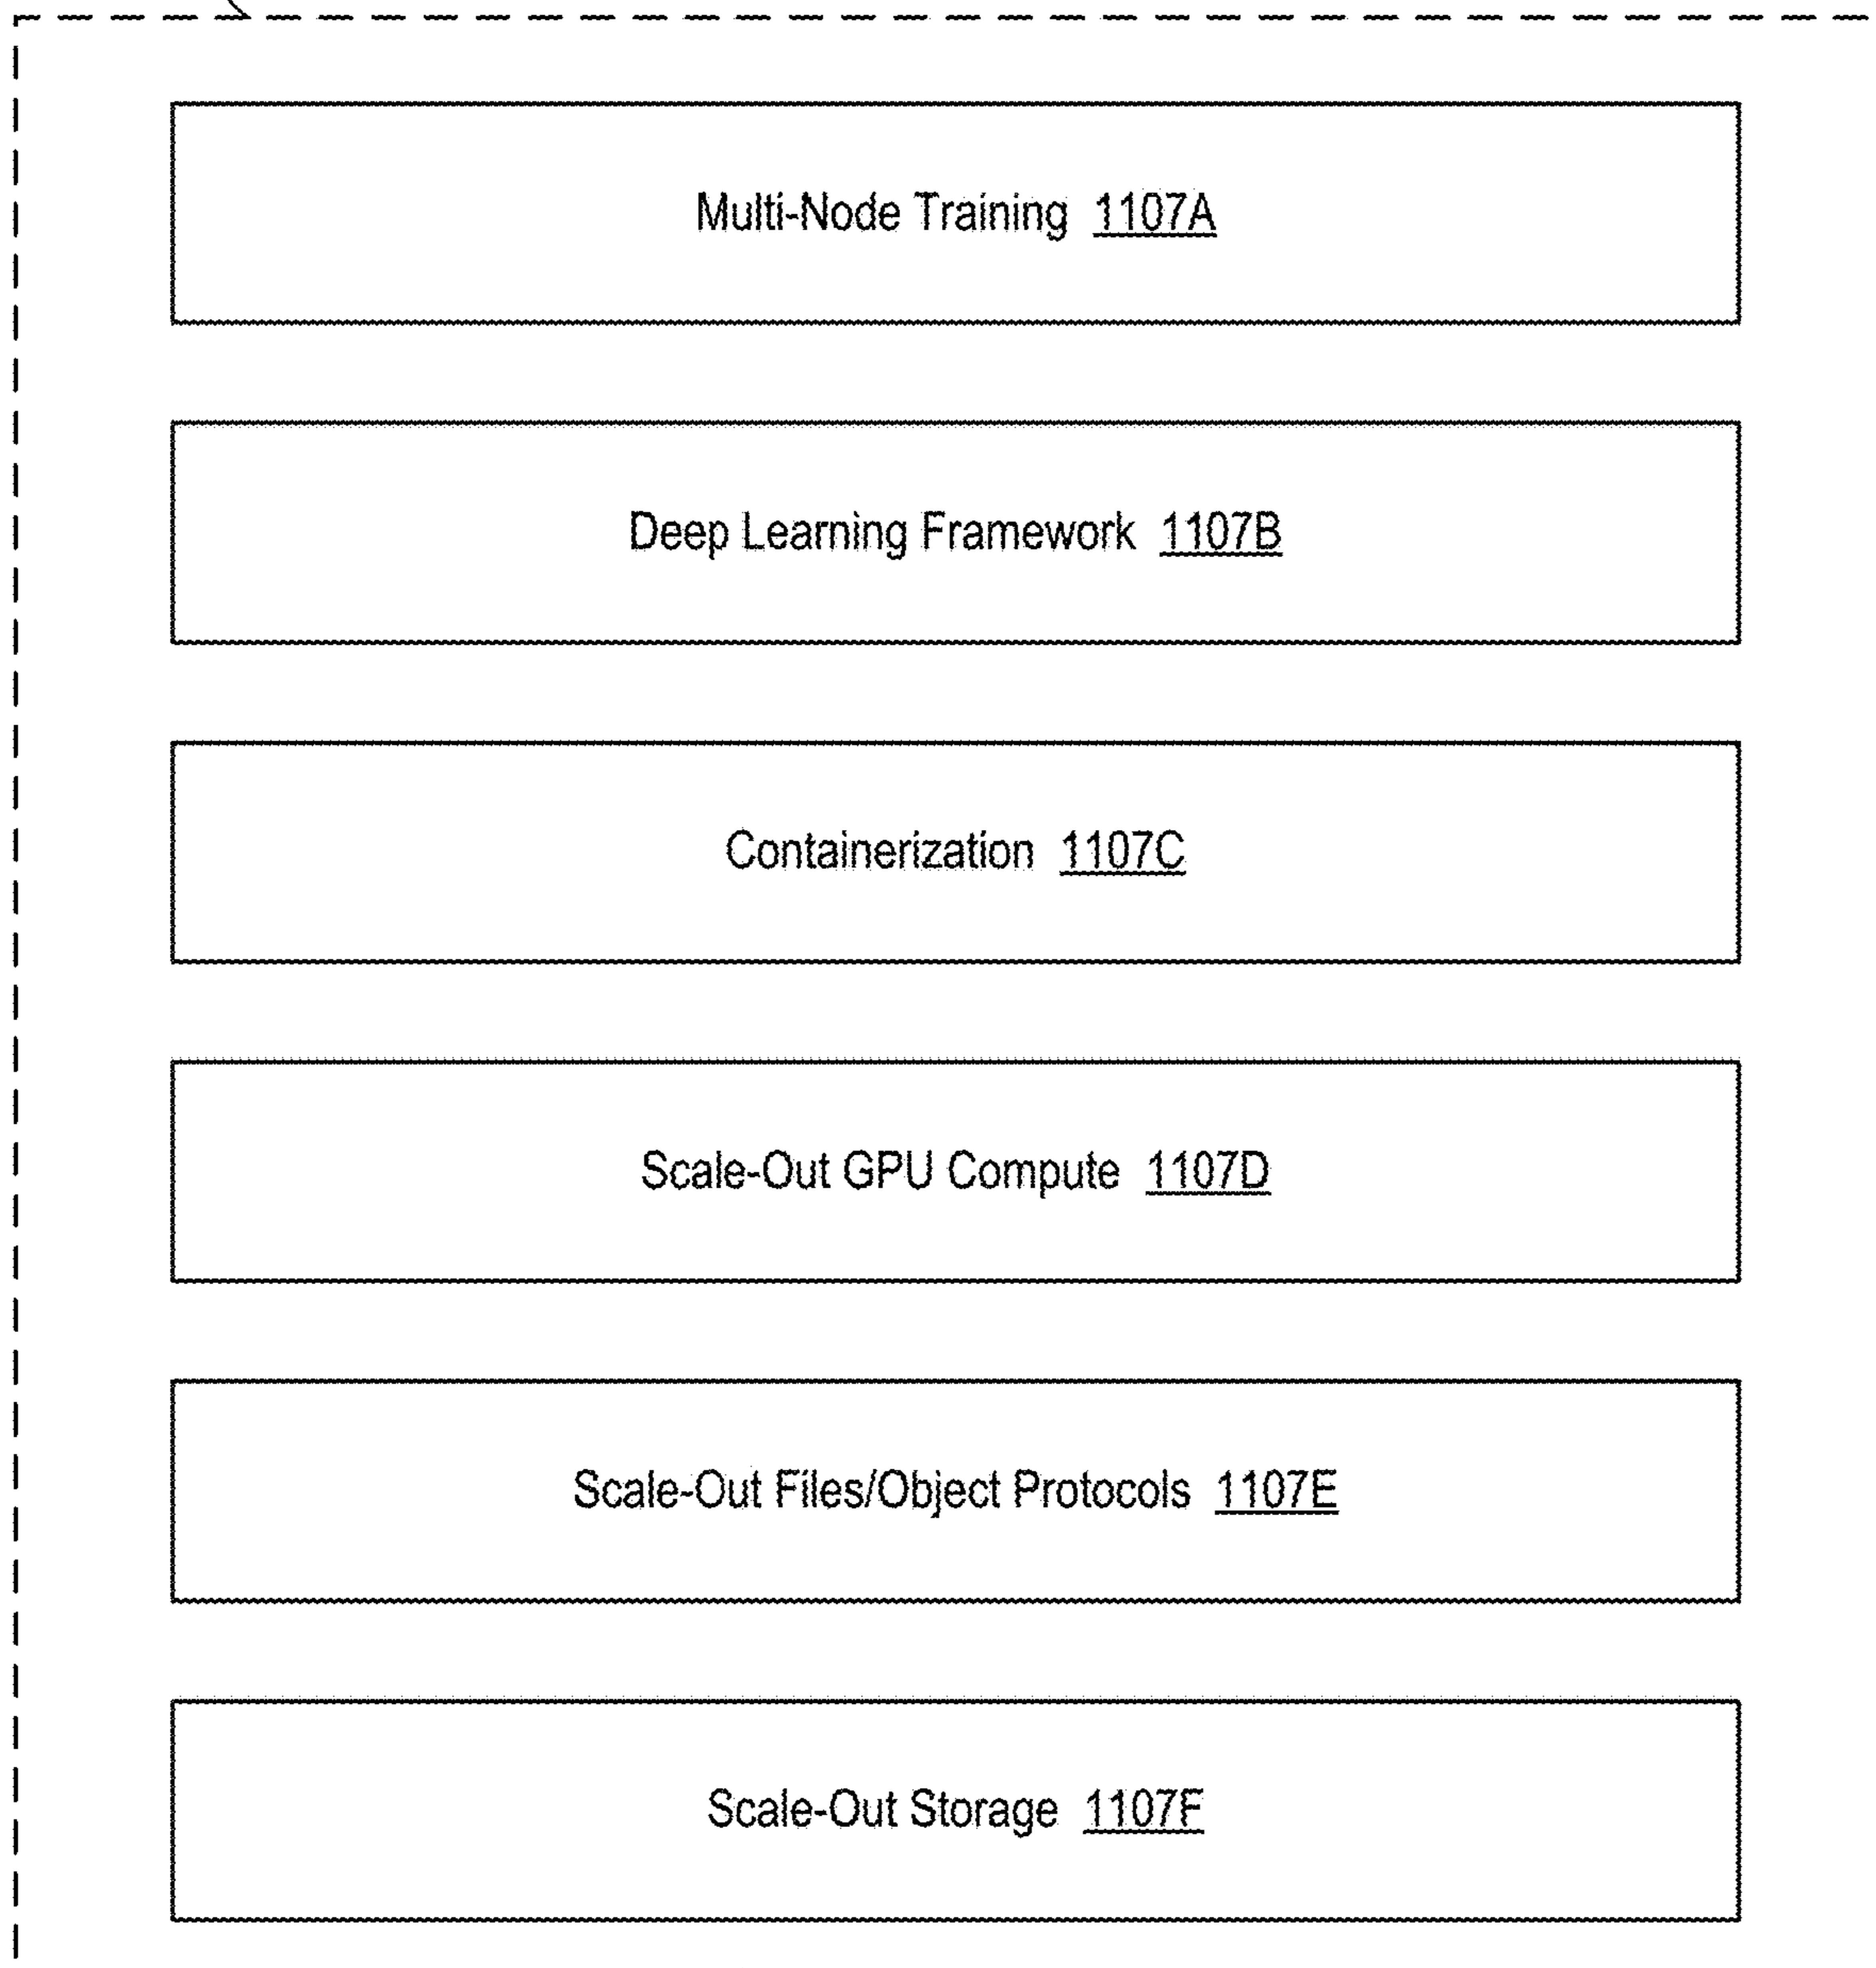 Multi-Node Training 1107A
Deep Learning Framework 1107B
Containerization 1107C
Scale-Out GPU Compute 1107D
Scale-Out Files/Object Protocols 1107E
Scale-Out Storage 1107F